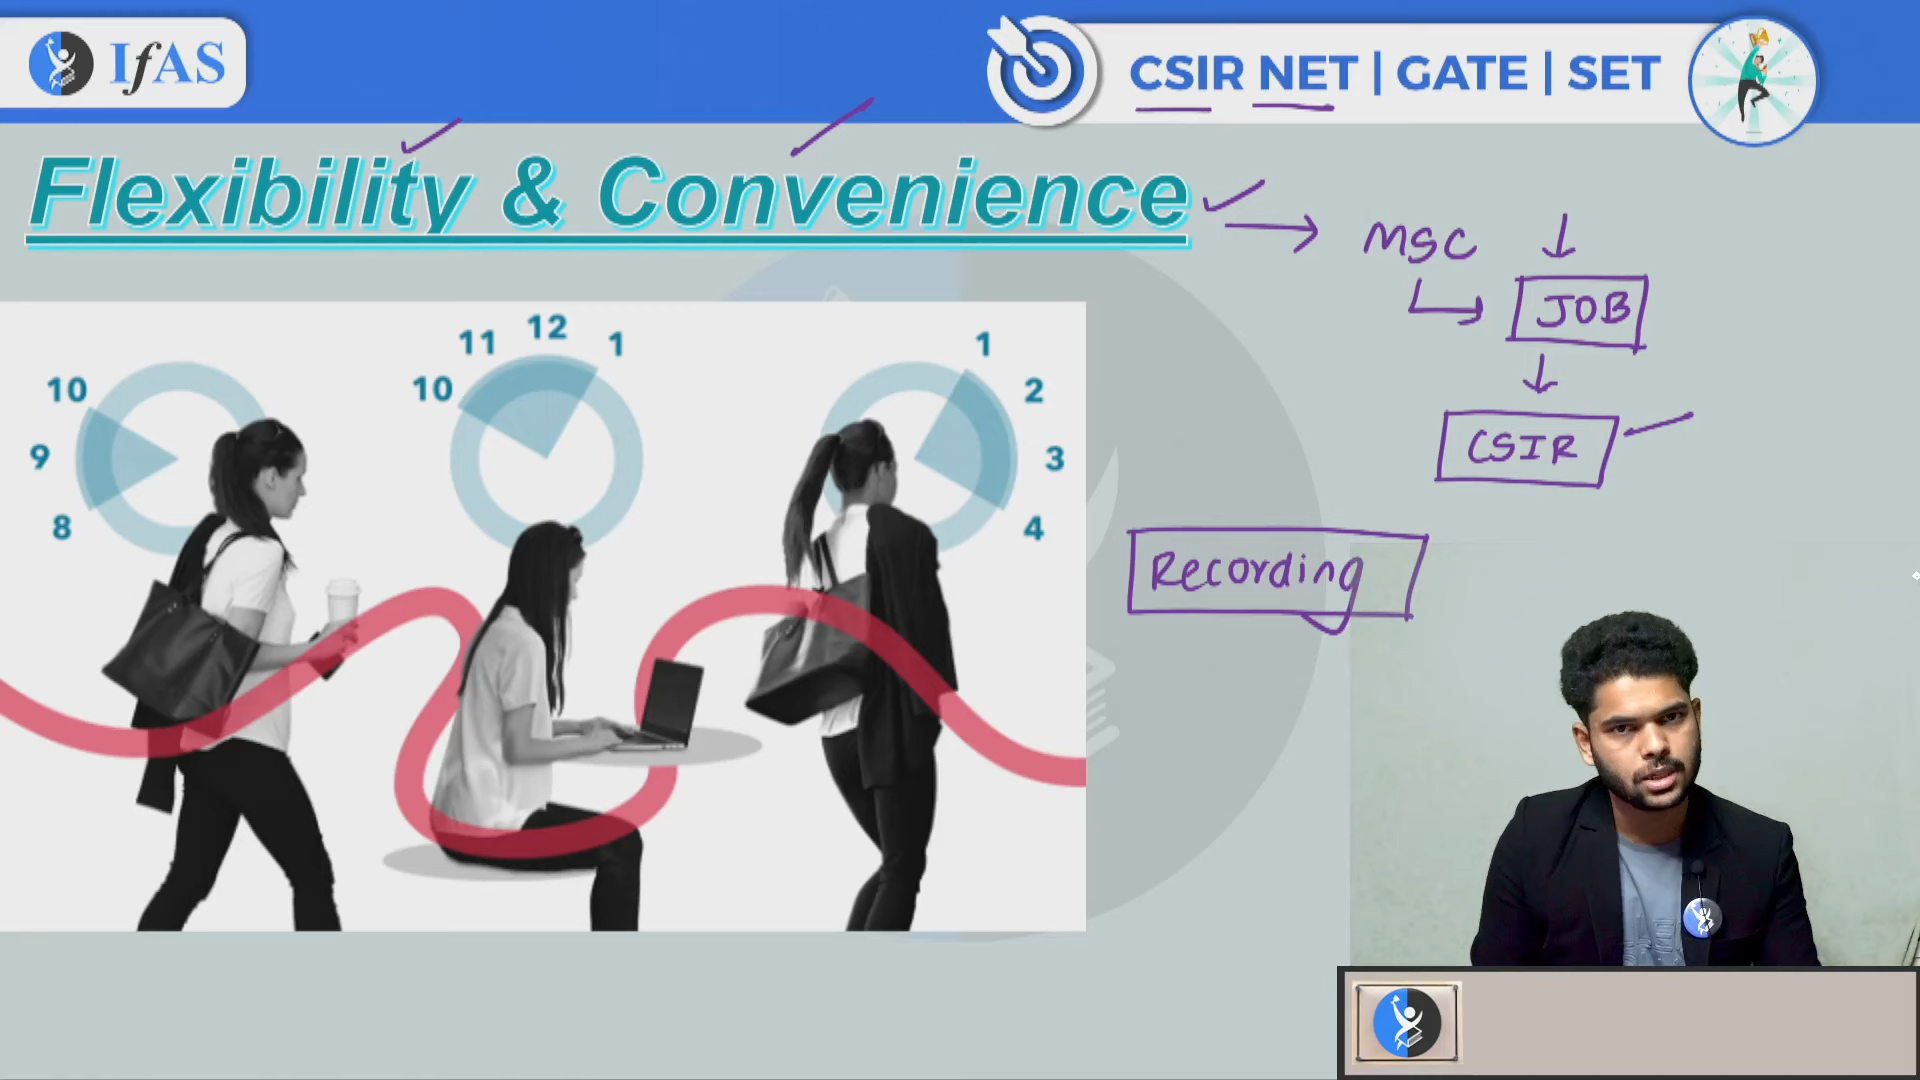 IfAS
CSIR NET | GATE | SET
Flexibility & Convenience
MSC
JOB
CSIR
Recording
10
9
8
10
11
12
1
1
2
3
4